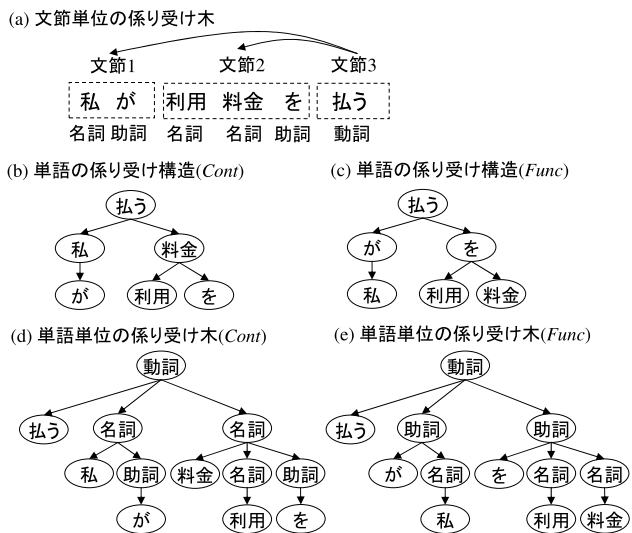 (a) 文節単位の係り受け木
文節1 文節2 文節3
私 が 利用 料金 を 払う
名詞 助詞 名詞 名詞 助詞 動詞
(b) 単語の係り受け構造(Cont)
払う
私 料金
が 利用 を
(c) 単語の係り受け構造(Func)
払う
が を
私 利用 料金
(d) 単語単位の係り受け木(Cont)
動詞
払う 名詞 名詞
私 助詞 料金 名詞 助詞
が 利用 を
(e) 単語単位の係り受け木(Func)
動詞
払う 助詞 助詞
が 名詞 を 名詞 名詞
私 利用 料金